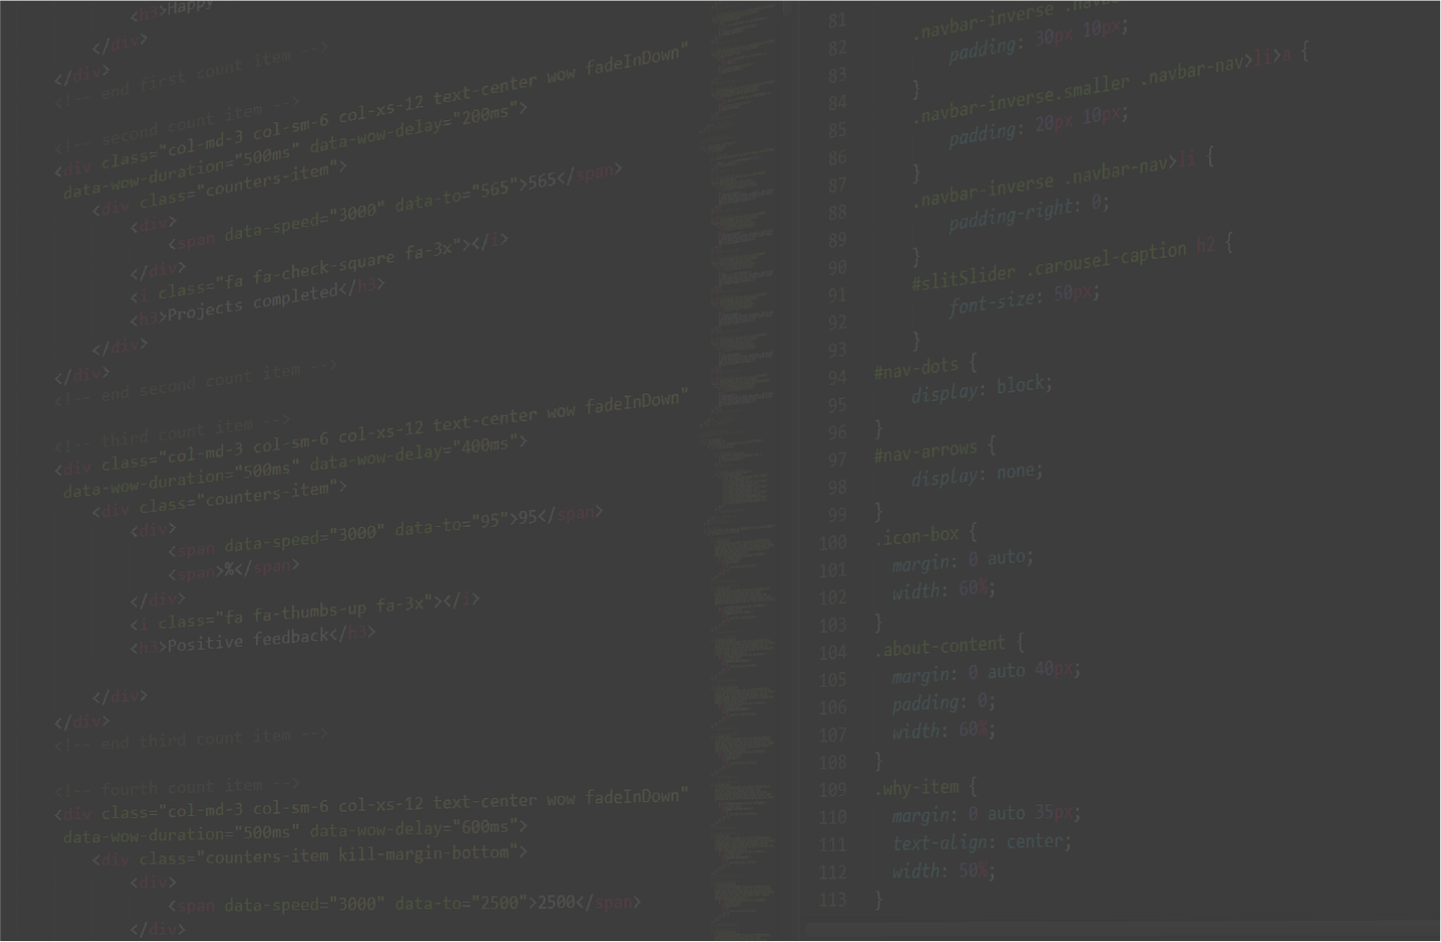 <h3>Happy
</div>
</div>
<!-- end first count item -->
<!-- second count item -->
<div class="col-md-3 col-sm-6 col-xs-12 text-center wow fadeInDown"
data-wow-duration="500ms" data-wow-delay="200ms">
<div class="counters-item">
<div>
<span data-speed="3000" data-to="565">565</span>
</div>
<i class="fa fa-check-square fa-3x"></i>
<h3>Projects completed</h3>
</div>
</div>
<!-- end second count item -->
<!-- third count item -->
<div class="col-md-3 col-sm-6 col-xs-12 text-center wow fadeInDown"
data-wow-duration="500ms" data-wow-delay="400ms">
<div class="counters-item">
<div>
<span data-speed="3000" data-to="95">95</span>
<span>%</span>
</div>
<i class="fa fa-thumbs-up fa-3x"></i>
<h3>Positive feedback</h3>
</div>
</div>
<!-- end third count item -->
<!-- fourth count item -->
<div class="col-md-3 col-sm-6 col-xs-12 text-center wow fadeInDown"
data-wow-duration="500ms" data-wow-delay="600ms">
<div class="counters-item kill-margin-bottom">
<div>
<span data-speed="3000" data-to="2500">2500</span>
</div>
81 .navbar-inverse
82 padding: 30px 10px;
83 }
84 .navbar-inverse.smaller .navbar-nav>li>a {
85 padding: 20px 10px;
86 }
87 .navbar-inverse .navbar-nav>li {
88 padding-right: 0;
89 }
90 #slitSlider .carousel-caption h2 {
91 font-size: 50px;
92 }
93 #nav-dots {
94 display: block;
95 }
96 #nav-arrows {
97 display: none;
98 }
99 .icon-box {
100 margin: 0 auto;
101 width: 60%;
102 }
103 .about-content {
104 margin: 0 auto 40px;
105 padding: 0;
106 width: 60%;
107 }
108 .why-item {
109 margin: 0 auto 35px;
110 text-align: center;
111 width: 50%;
112 }
113